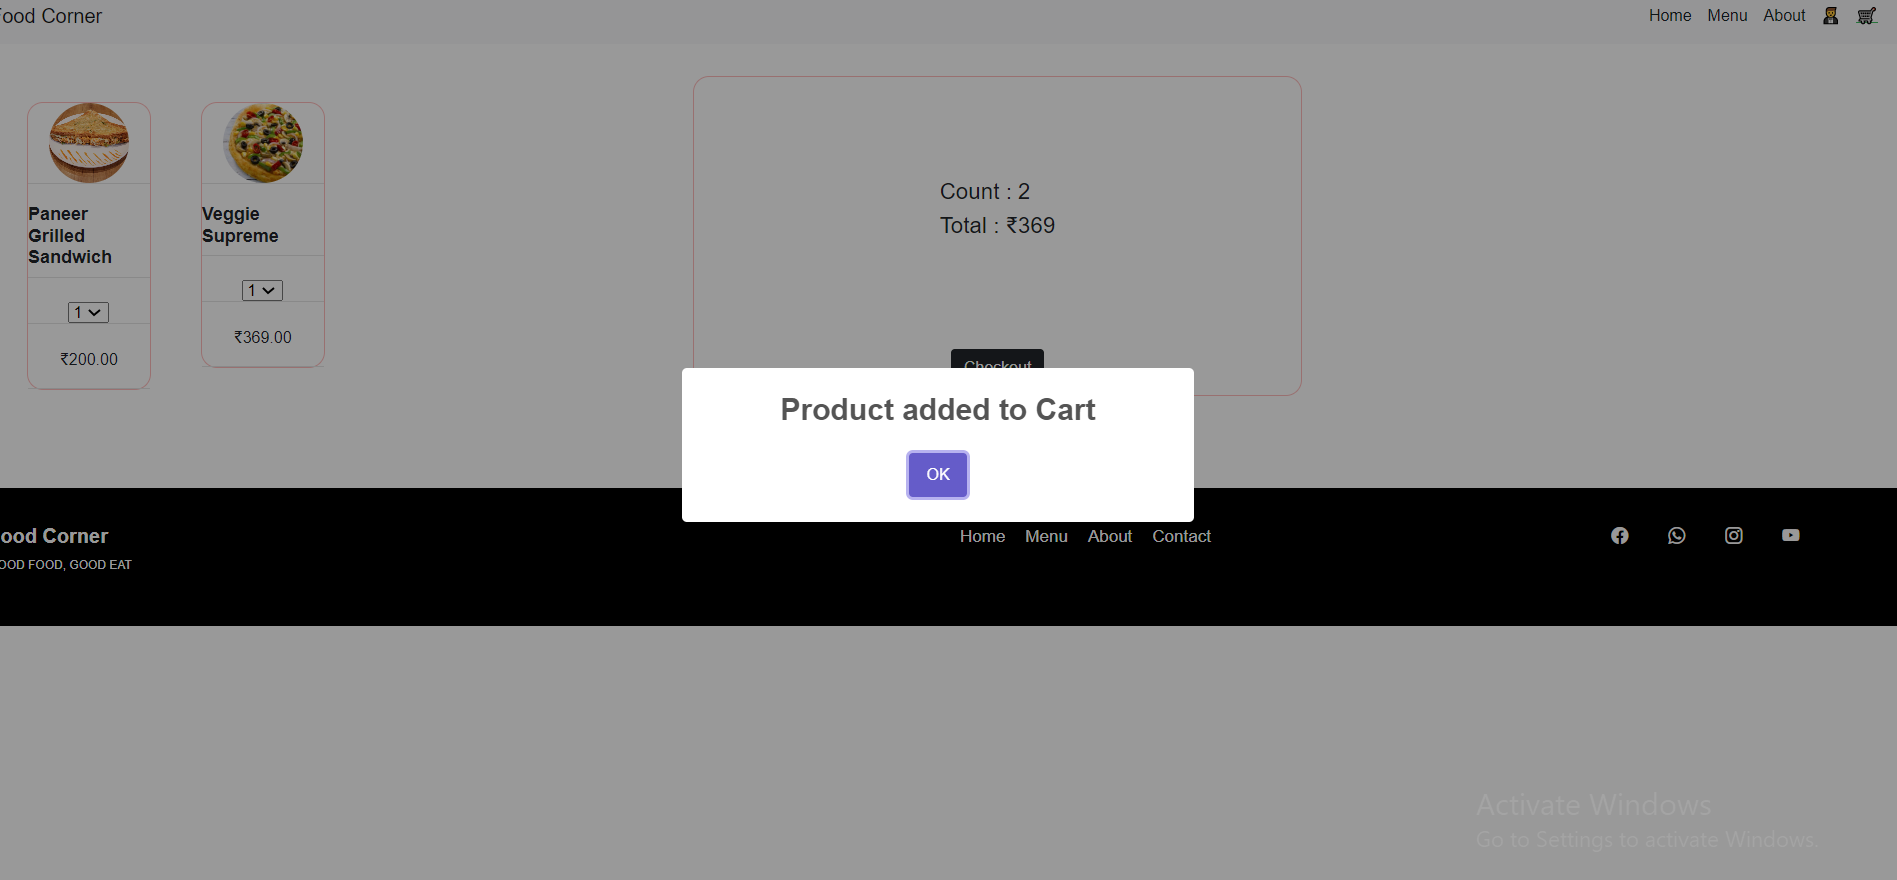 Food Corner
Home Menu About
Paneer
Grilled
Sandwich
1
₹200.00
Veggie
Supreme
1
₹369.00
Count : 2
Total : ₹369
Checkout
Product added to Cart
OK
ood Corner
OOD FOOD, GOOD EAT
Home Menu About Contact
Activate Windows
Go to Settings to activate Windows.